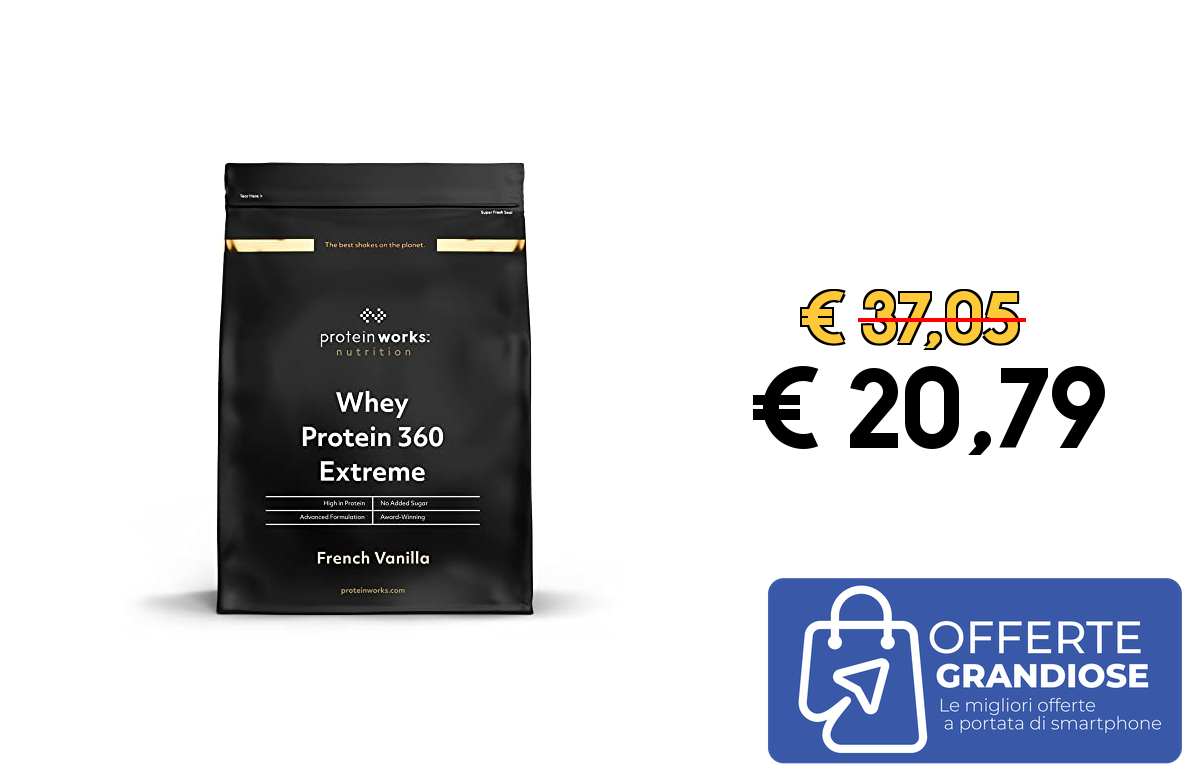 Tear Here >
Super Fresh Seal
The best shakes on the planet.
protein works:
nutrition
Whey
Protein 360
Extreme
High in Protein
No Added Sugar
Advanced Formulation
Award-Winning
French Vanilla
proteinworks.com
€ 37,05
€ 20,79
OFFERTE
GRANDIOSE
Le migliori offerte
a portata di smartphone